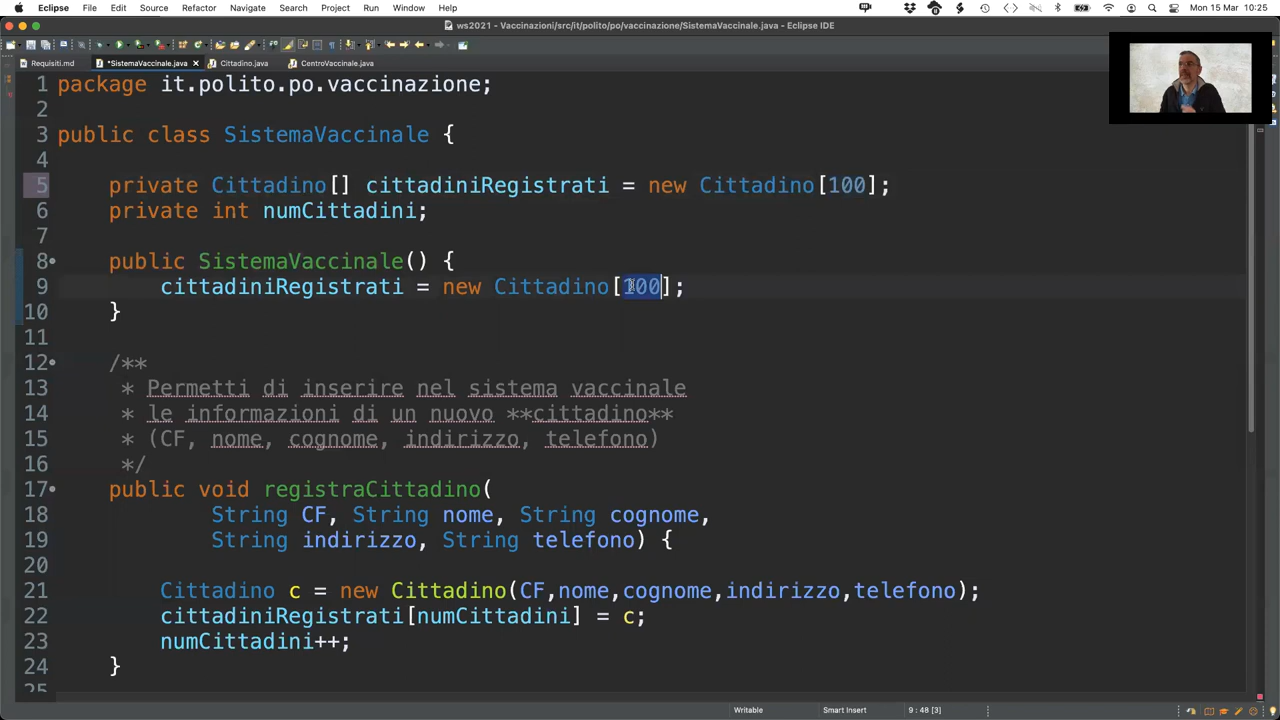 Eclipse File Edit Source Refactor Navigate Search Project Run Window Help Mon 15 Mar 10:25
ws2021 - Vaccinazioni/src/it/polito/po/vaccinazione/SistemaVaccinale.java - Eclipse IDE
Requisiti.md *SistemaVaccinale.java Cittadino.java CentroVaccinale.java
1 package it.polito.po.vaccinazione;
2
3 public class SistemaVaccinale {
4
5 private Cittadino[] cittadiniRegistrati = new Cittadino[100];
6 private int numCittadini;
7
8 public SistemaVaccinale() {
9 cittadiniRegistrati = new Cittadino[100];
10 }
11
12 /**
13 * Permetti di inserire nel sistema vaccinale
14 * le informazioni di un nuovo **cittadino**
15 * (CF, nome, cognome, indirizzo, telefono)
16 */
17 public void registraCittadino(
18 String CF, String nome, String cognome,
19 String indirizzo, String telefono) {
20
21 Cittadino c = new Cittadino(CF,nome,cognome,indirizzo,telefono);
22 cittadiniRegistrati[numCittadini] = c;
23 numCittadini++;
24 }
25
Writable Smart Insert 9 : 48 [3]